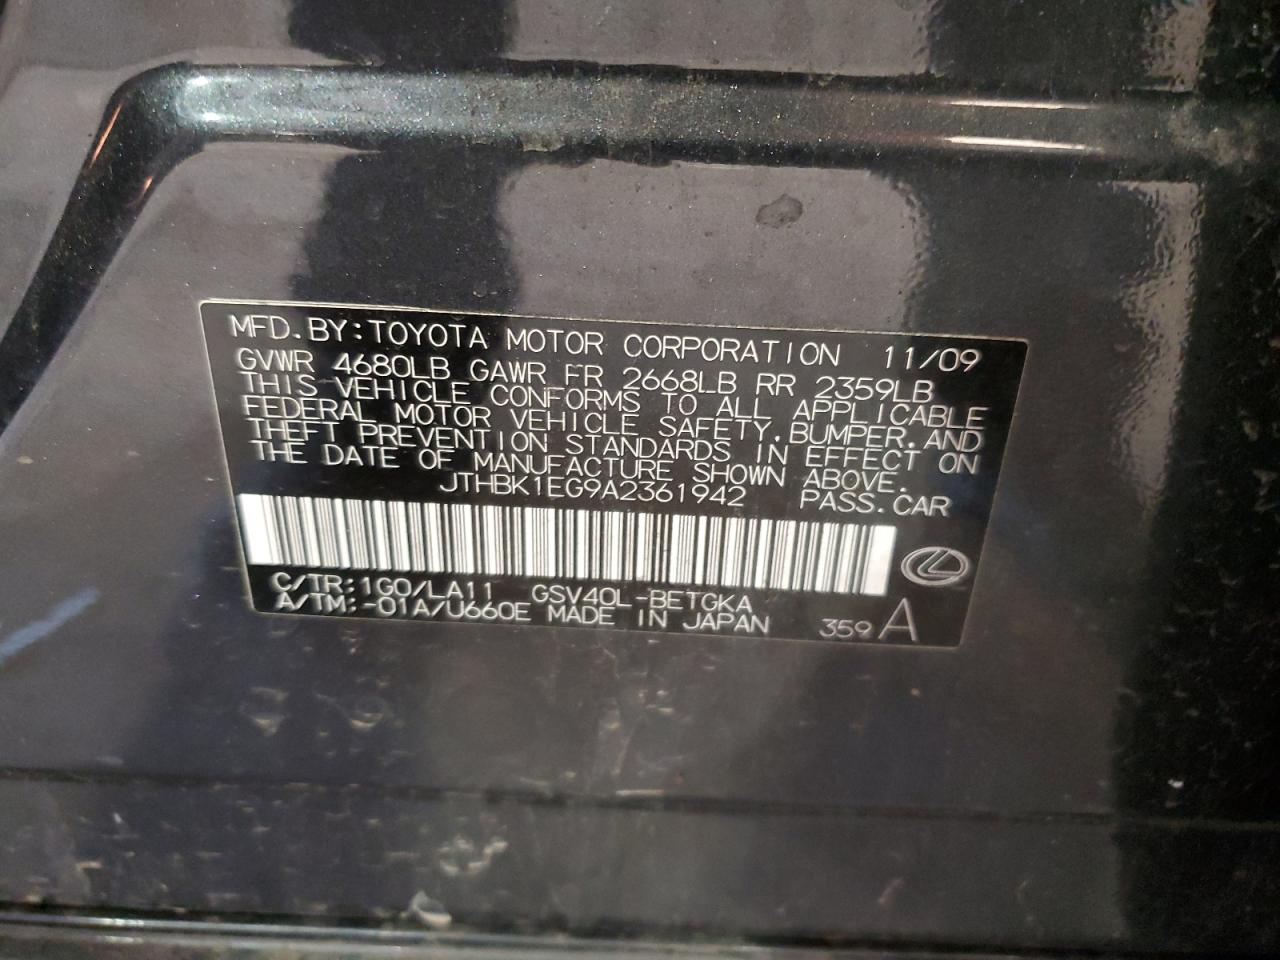 MFD.BY:TOYOTA MOTOR CORPORATION 11/09
GVWR 4680LB GAWR FR 2668LB RR 2359LB
THIS VEHICLE CONFORMS TO ALL APPLICABLE
FEDERAL MOTOR VEHICLE SAFETY,BUMPER,AND
THEFT PREVENTION STANDARDS IN EFFECT ON
THE DATE OF MANUFACTURE SHOWN ABOVE.
JTHBK1EG9A2361942 PASS.CAR
C/TR:1G0/LA11 GSV40L-BETGKA
A/TM:-01A/U660E MADE IN JAPAN 359 A